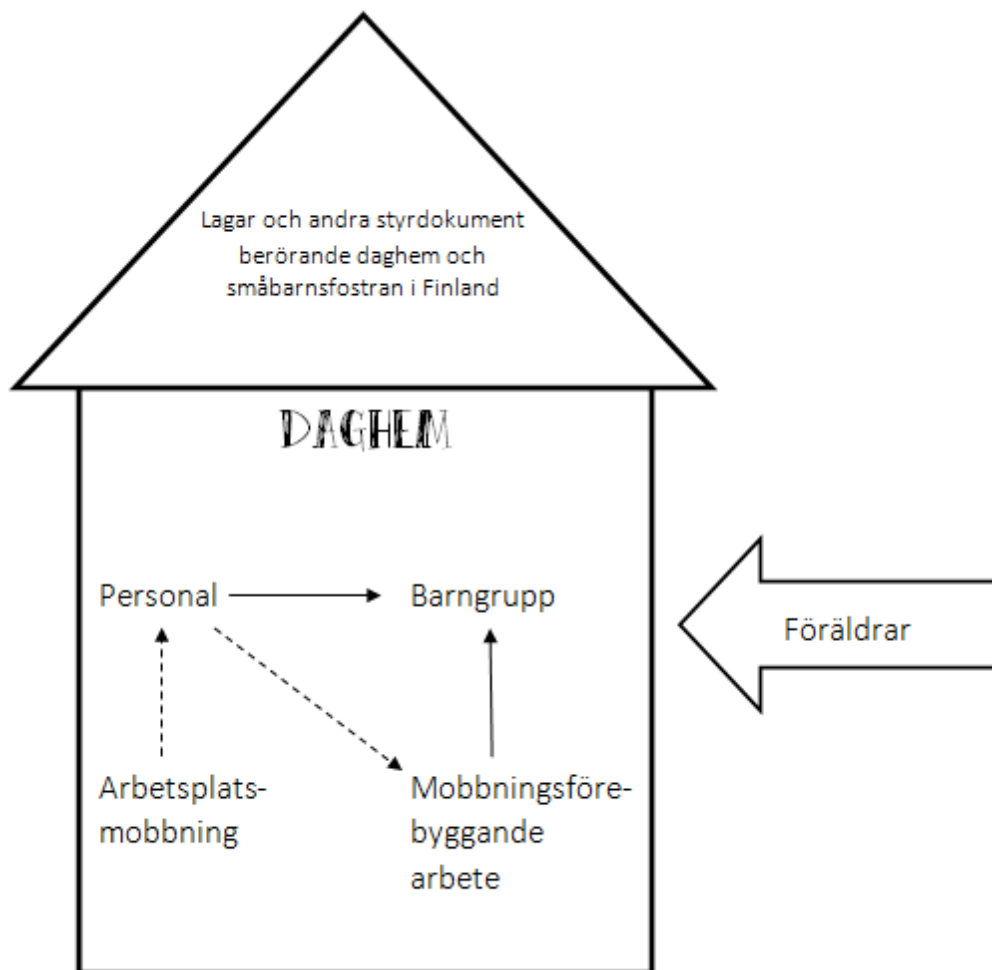 Lagar och andra styrdokument
berörande daghem och
småbarnsfostran i Finland
DAGHEM
Personal
Barngrupp
Föräldrar
Arbetsplats-
mobbning
Mobbningsföre-
byggande
arbete